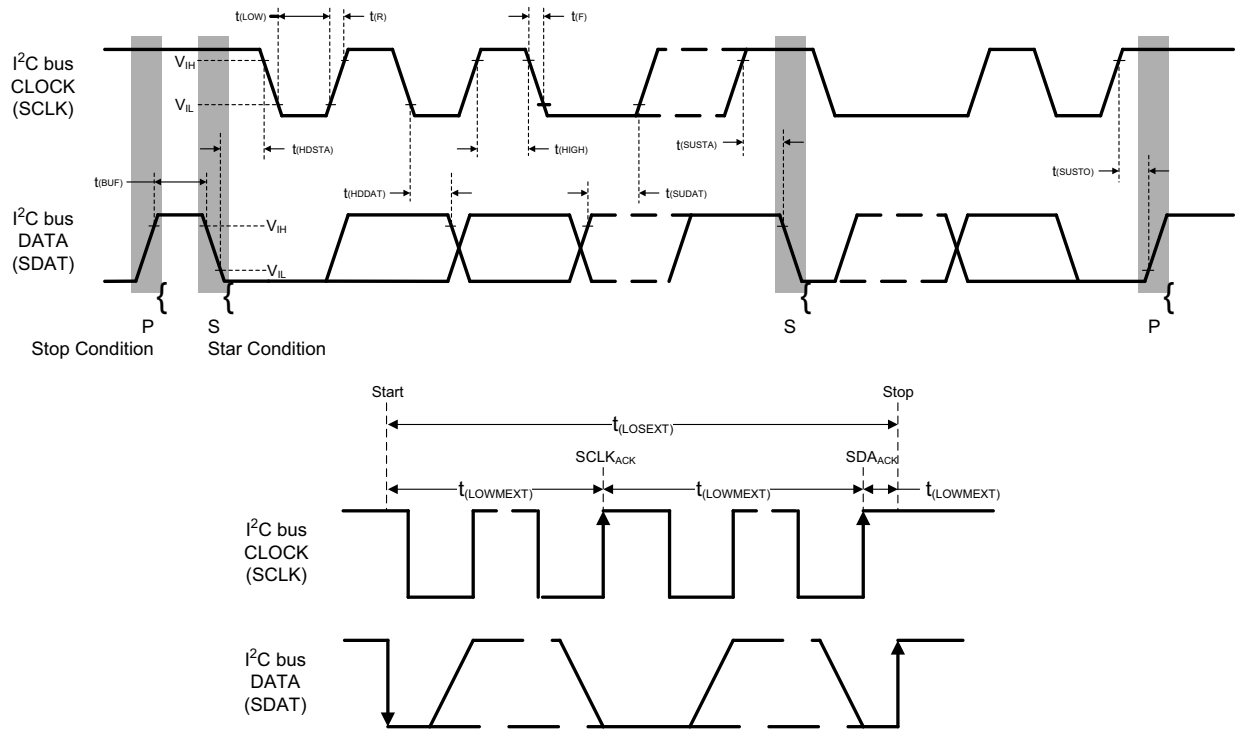 t(LOW)
t(R)
t(F)
I2C bus
CLOCK
(SCLK)
VIH
VIL
t(HDSTA)
t(HIGH)
t(SUSTA)
t(SUSTO)
t(BUF)
t(HDDAT)
t(SUDAT)
I2C bus
DATA
(SDAT)
VIH
VIL
{
{
{
{
P
S
S
P
Stop Condition
Star Condition
Start
Stop
t(LOSEXT)
SCLKACK
SDAACK
t(LOWMEXT)
t(LOWMEXT)
t(LOWMEXT)
I2C bus
CLOCK
(SCLK)
I2C bus
DATA
(SDAT)